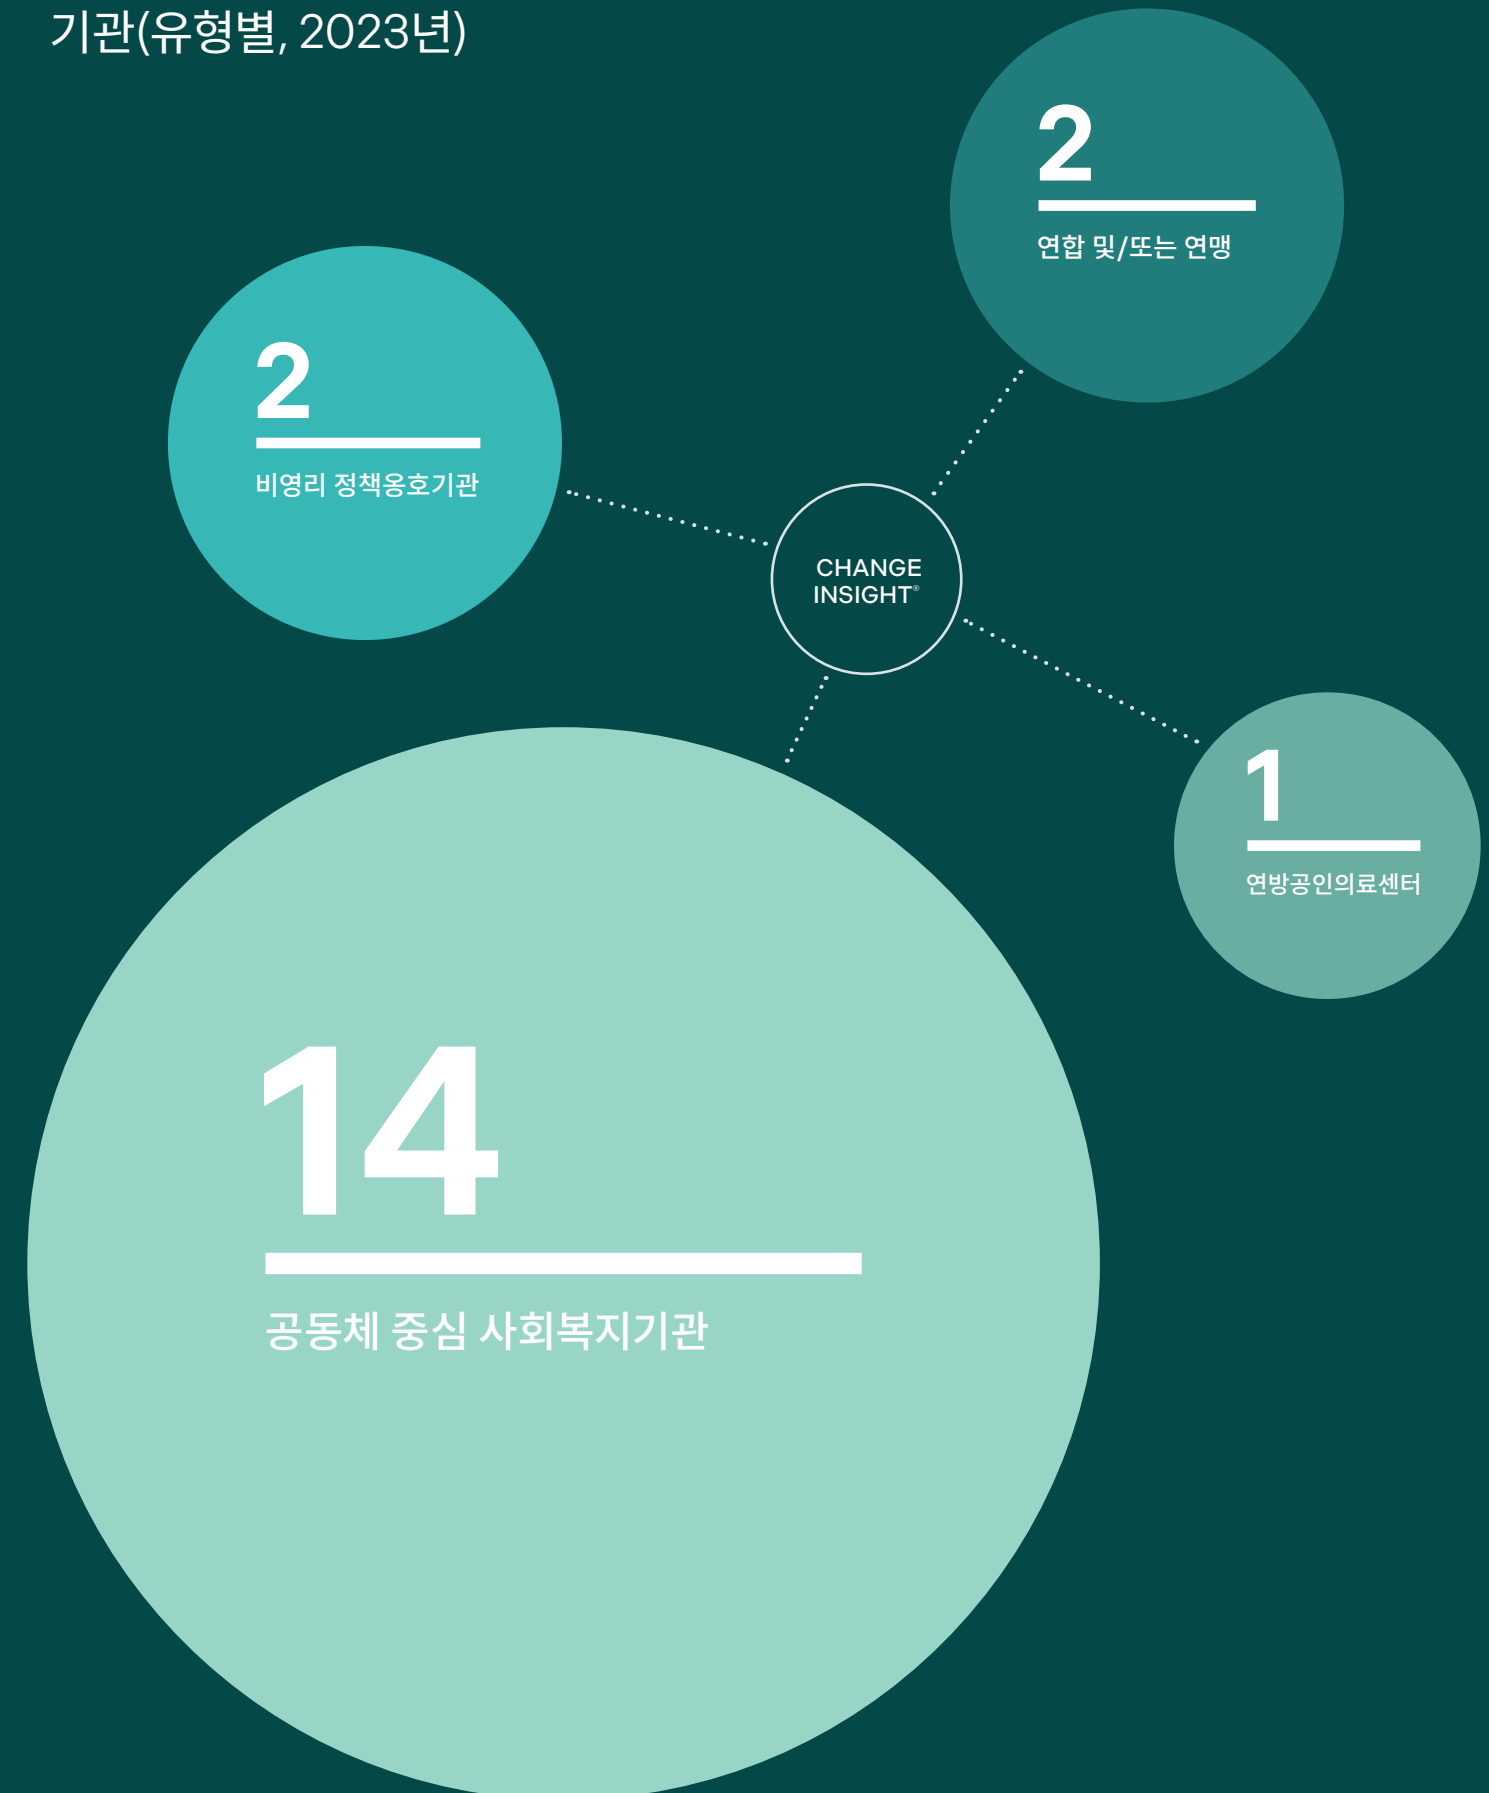 기관(유형별, 2023년)
2
연합 및/또는 연맹
2
비영리 정책옹호기관
CHANGE
INSIGHT®
1
연방공인의료센터
14
공동체 중심 사회복지기관